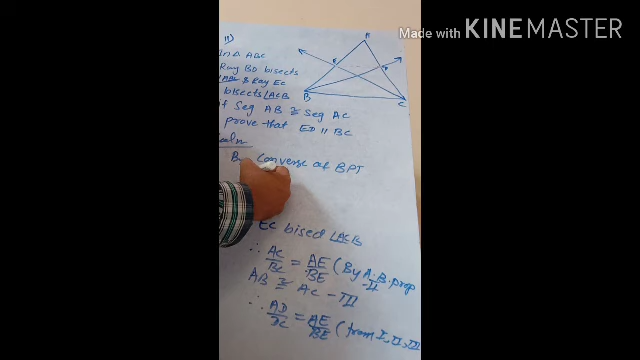 Made with KINEMASTER
11)
In Δ ABC
Ray BD bisects
∠ABC & Ray EC
bisects ∠ACB
If Seg AB ≅ Seg AC
prove that ED || BC
Soln
A
E
D
B
C
Converse of BPT
EC bised ∠ACB
∴ AC/BC = AE/BE (By A.B. prop
-II
AB ≅ AC - III
∴ AD/DC = AE/BE (from I, II, III